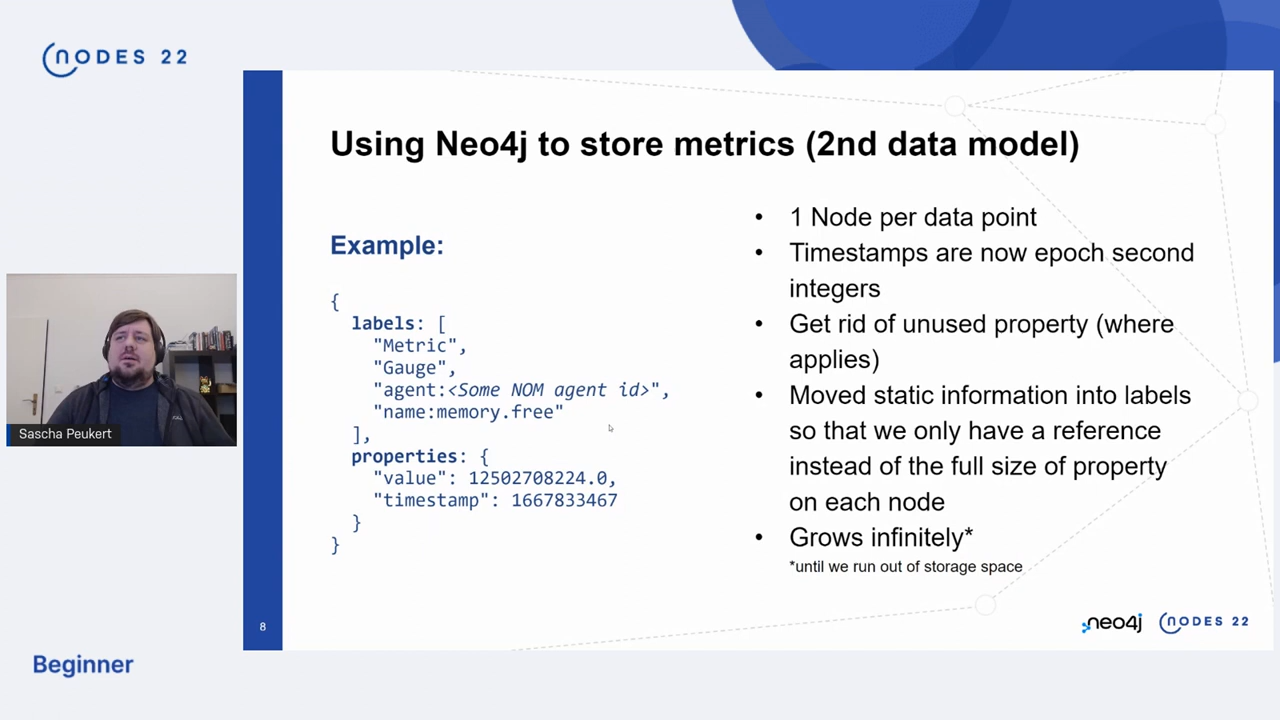 NODES 22
Using Neo4j to store metrics (2nd data model)
Example:
{
labels: [
"Metric",
"Gauge",
"agent:<Some NOM agent id>",
"name:memory.free"
],
properties: {
"value": 12502708224.0,
"timestamp": 1667833467
}
}
• 1 Node per data point
• Timestamps are now epoch second
integers
• Get rid of unused property (where
applies)
• Moved static information into labels
so that we only have a reference
instead of the full size of property
on each node
• Grows infinitely*
*until we run out of storage space
Sascha Peukert
8
neo4j NODES 22
Beginner